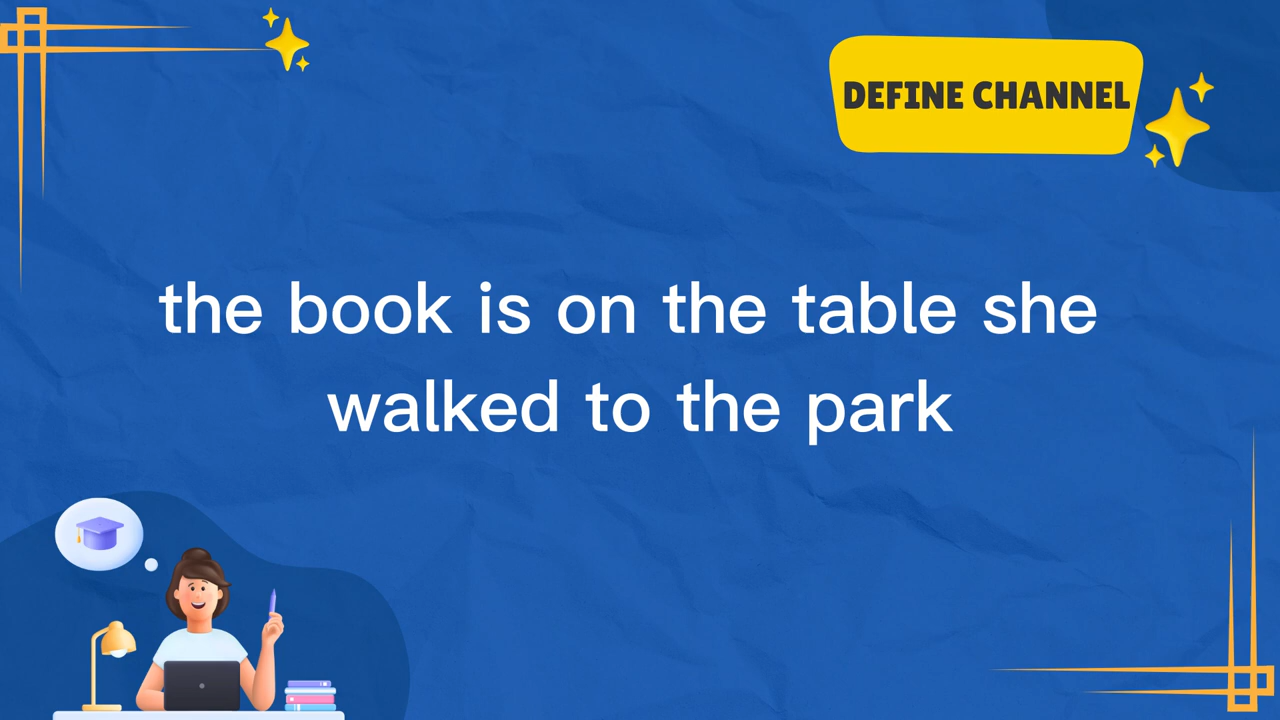 DEFINE CHANNEL
the book is on the table she
walked to the park